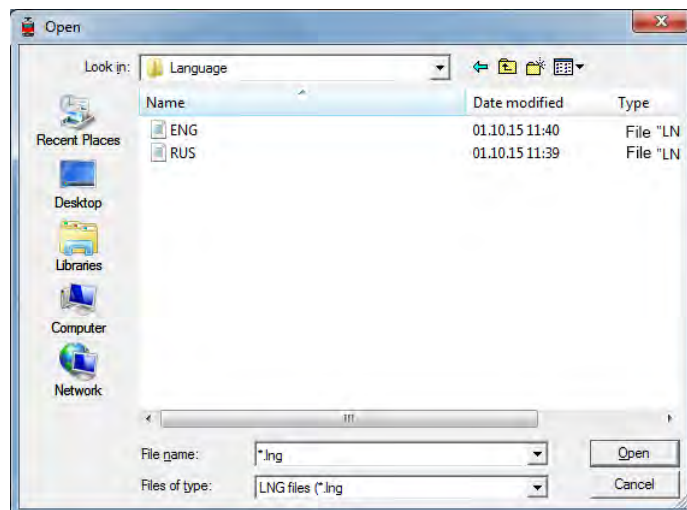 Open
Look in: Language
Name Date modified Type
ENG 01.10.15 11:40 File "LN
RUS 01.10.15 11:39 File "LN
Recent Places
Desktop
Libraries
Computer
Network
File name: *.lng Open
Files of type: LNG files (*.lng Cancel